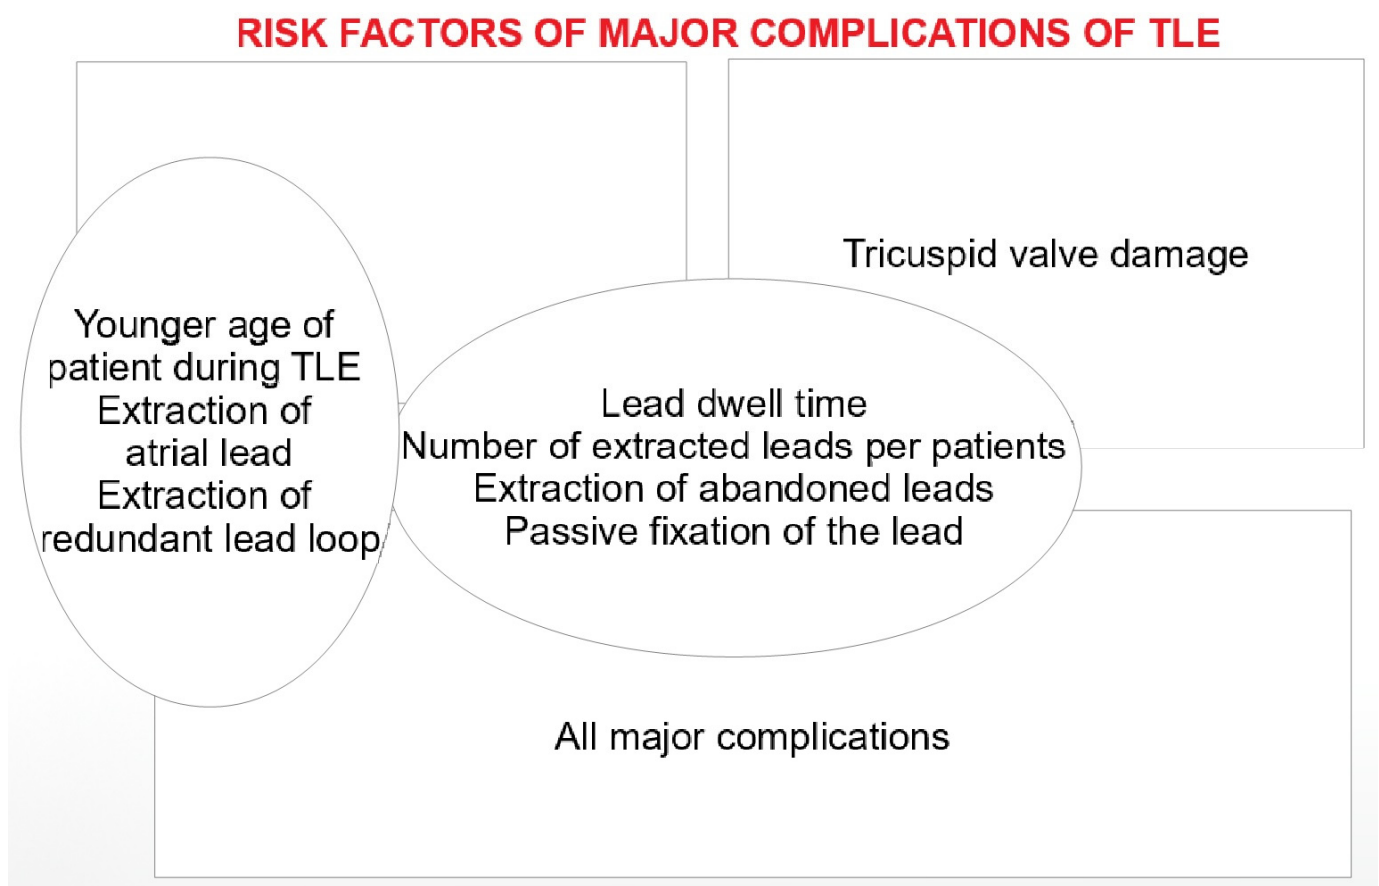 RISK FACTORS OF MAJOR COMPLICATIONS OF TLE
Tricuspid valve damage
Younger age of
patient during TLE
Extraction of
atrial lead
Extraction of
redundant lead loop
Lead dwell time
Number of extracted leads per patients
Extraction of abandoned leads
Passive fixation of the lead
All major complications